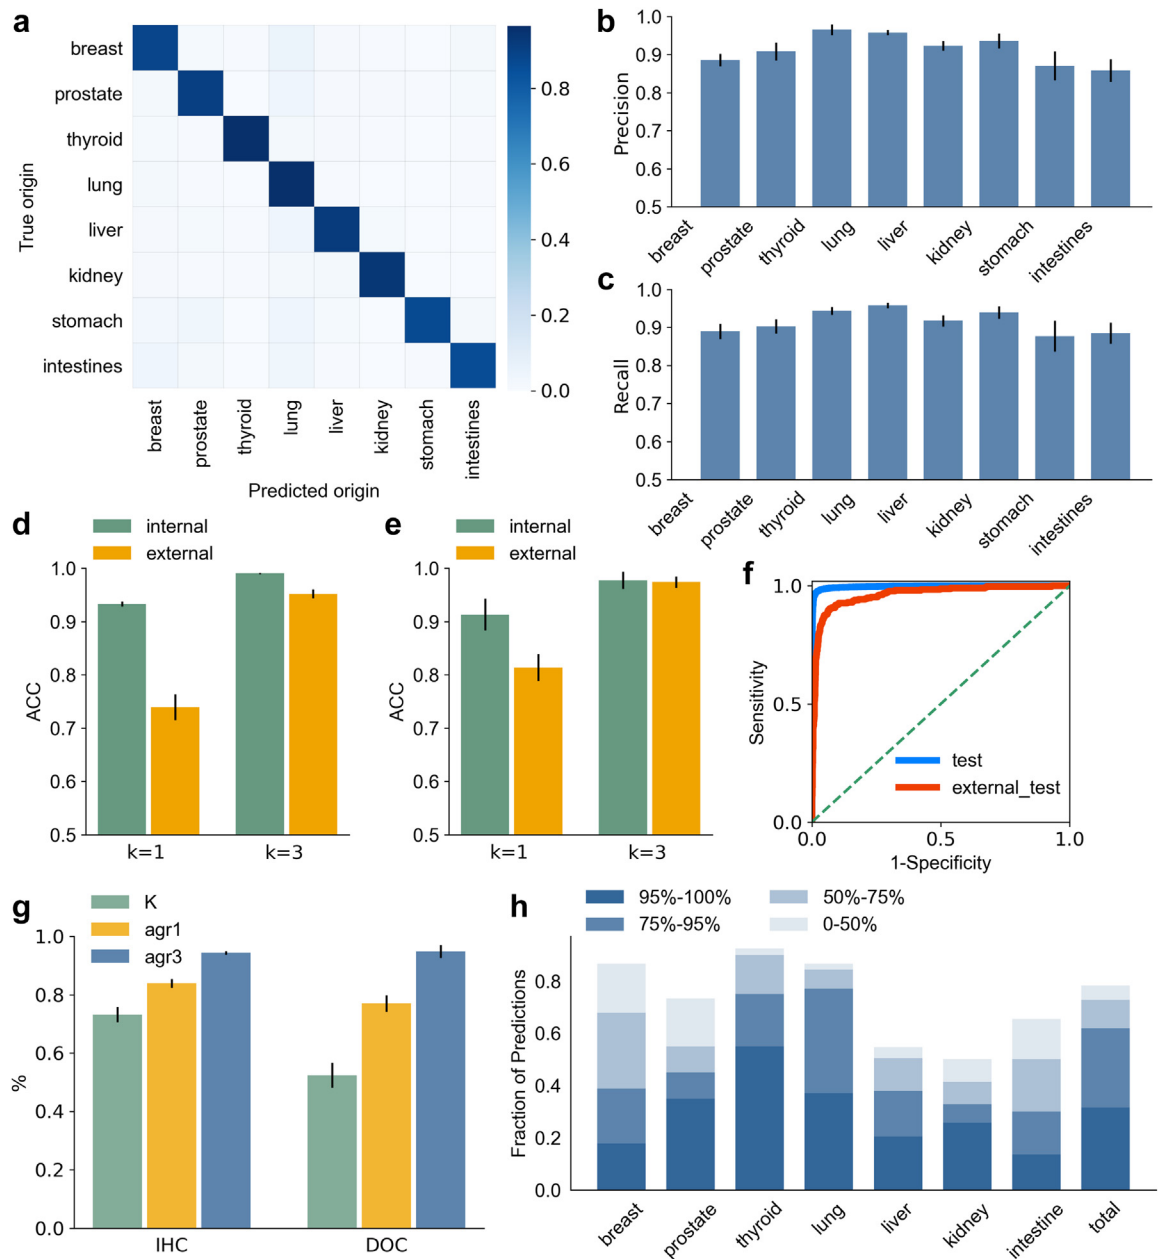 a
True origin
breast
prostate
thyroid
lung
liver
kidney
stomach
intestines
breast
prostate
thyroid
lung
liver
kidney
stomach
intestines
Predicted origin
0.8
0.6
0.4
0.2
0.0
b
Precision
1.0
0.9
0.8
0.7
0.6
0.5
breast
prostate
thyroid
lung
liver
kidney
stomach
intestines
c
Recall
1.0
0.9
0.8
0.7
0.6
0.5
breast
prostate
thyroid
lung
liver
kidney
stomach
intestines
d
internal
external
ACC
1.0
0.9
0.8
0.7
0.6
0.5
k=1
k=3
e
internal
external
ACC
1.0
0.9
0.8
0.7
0.6
0.5
k=1
k=3
f
Sensitivity
1.0
0.5
0.0
test
external_test
0.0
0.5
1.0
1-Specificity
g
K
agr1
agr3
%
1.0
0.8
0.6
0.4
0.2
0.0
IHC
DOC
h
95%-100%
75%-95%
50%-75%
0-50%
Fraction of Predictions
0.8
0.6
0.4
0.2
0.0
breast
prostate
thyroid
lung
liver
kidney
intestine
total